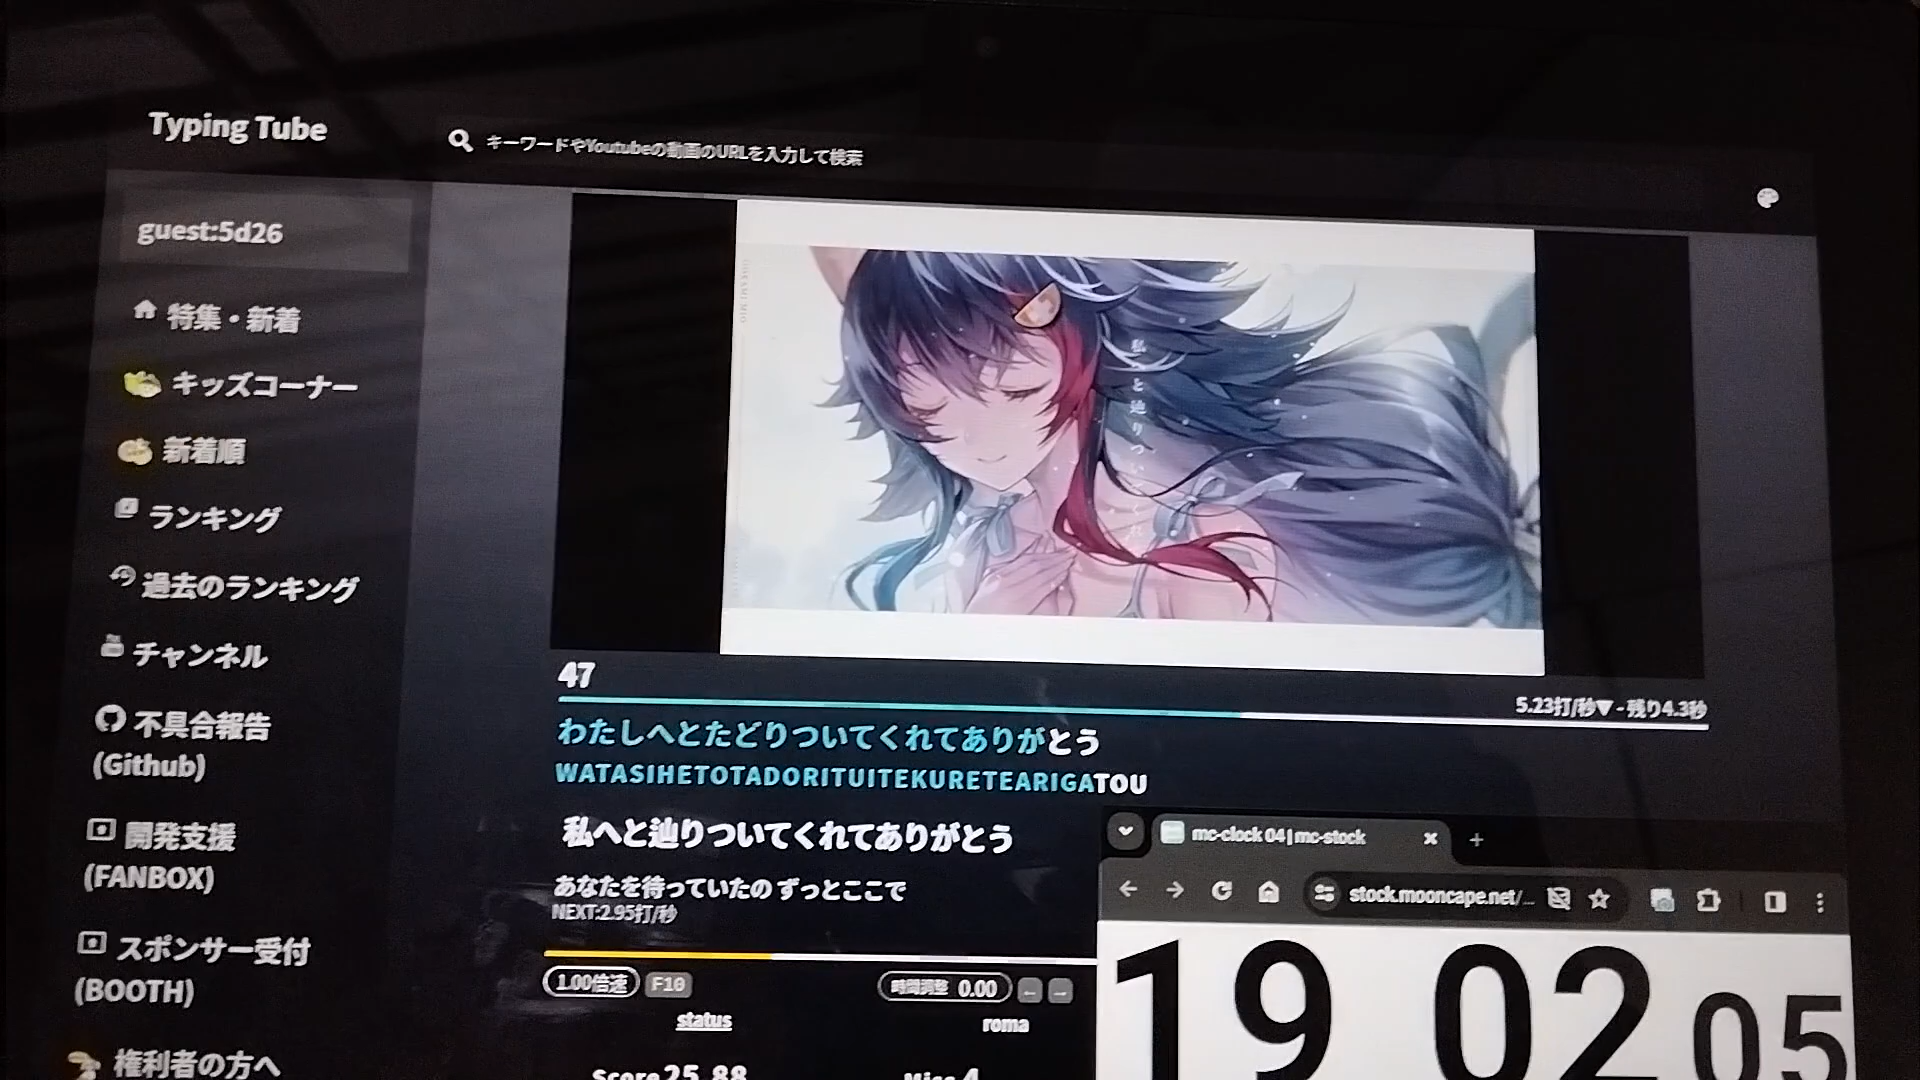 Typing Tube
キーワードやYoutubeの動画のURLを入力して検索
guest:5d26
特集・新着
キッズコーナー
新着順
ランキング
過去のランキング
チャンネル
不具合報告
(Github)
開発支援
(FANBOX)
スポンサー受付
(BOOTH)
権利者の方へ
47
5.23打/秒▼ - 残り4.3秒
わたしへとたどりついてくれてありがとう
WATASIHETOTADORITUITEKURETEARIGATOU
私へと辿りついてくれてありがとう
あなたを待っていたの ずっとここで
NEXT:2.95打/秒
1.00倍速 F10
時間調整 0.00 ← →
status
roma
Score 25.88
Miss 4
mc-clock 04 | mc-stock
stock.mooncape.net/...
19 02 05